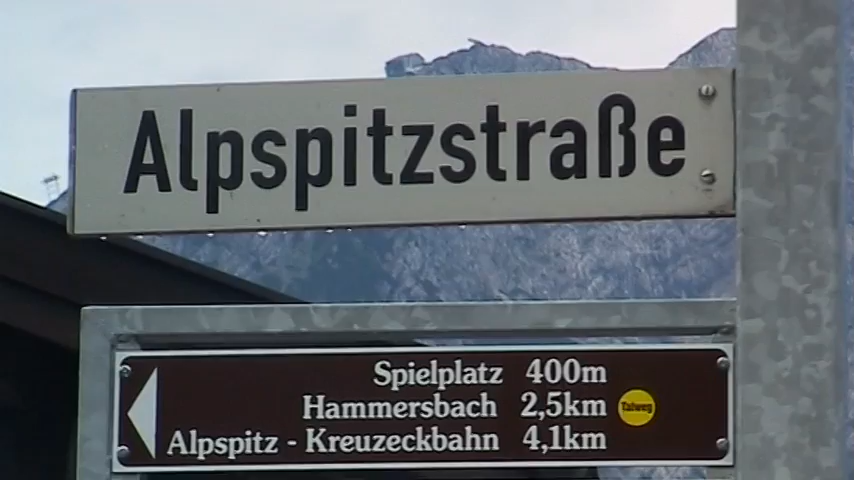 Alpspitzstraße
Spielplatz 400m
Hammersbach 2,5km Talweg
Alpspitz - Kreuzeckbahn 4,1km